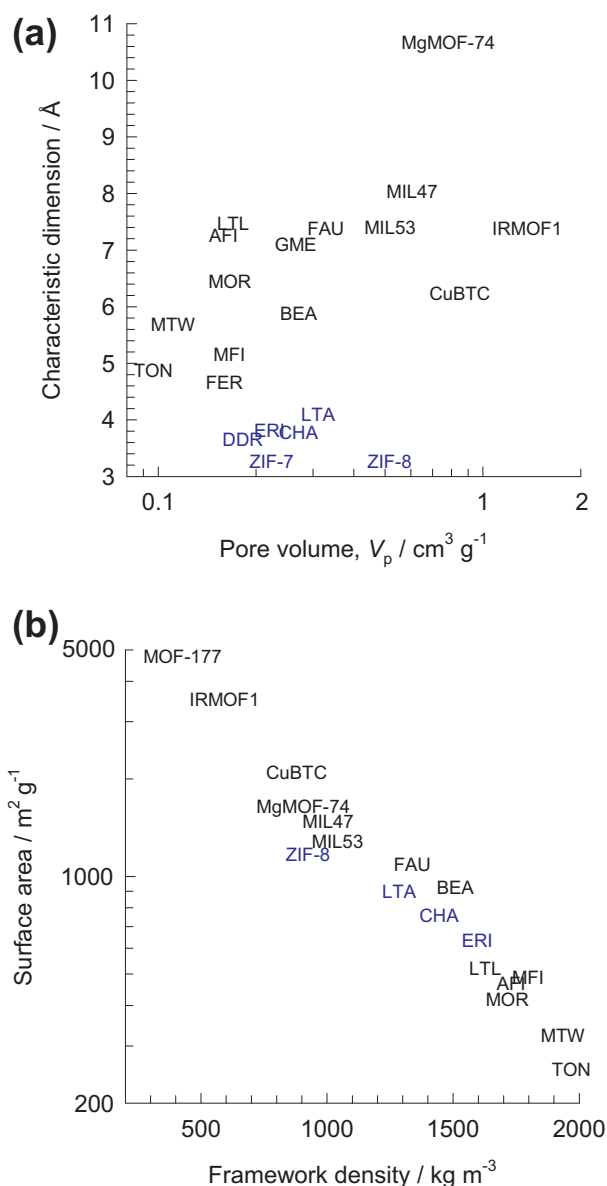 (a)
11
10
9
8
7
6
5
4
3
Characteristic dimension / Å
MgMOF-74
MIL47
LTL
AFI
FAU
MIL53
IRMOF1
GME
MOR
CuBTC
BEA
MTW
MFI
TON
FER
LTA
ERI
CHA
DDR
ZIF-7
ZIF-8
0.1
1
2
Pore volume, Vp / cm³ g⁻¹
(b)
5000
1000
200
Surface area / m² g⁻¹
MOF-177
IRMOF1
CuBTC
MgMOF-74
MIL47
MIL53
ZIF-8
FAU
LTA
BEA
CHA
ERI
LTL
MFI
AFI
MOR
MTW
TON
500
1000
1500
2000
Framework density / kg m⁻³